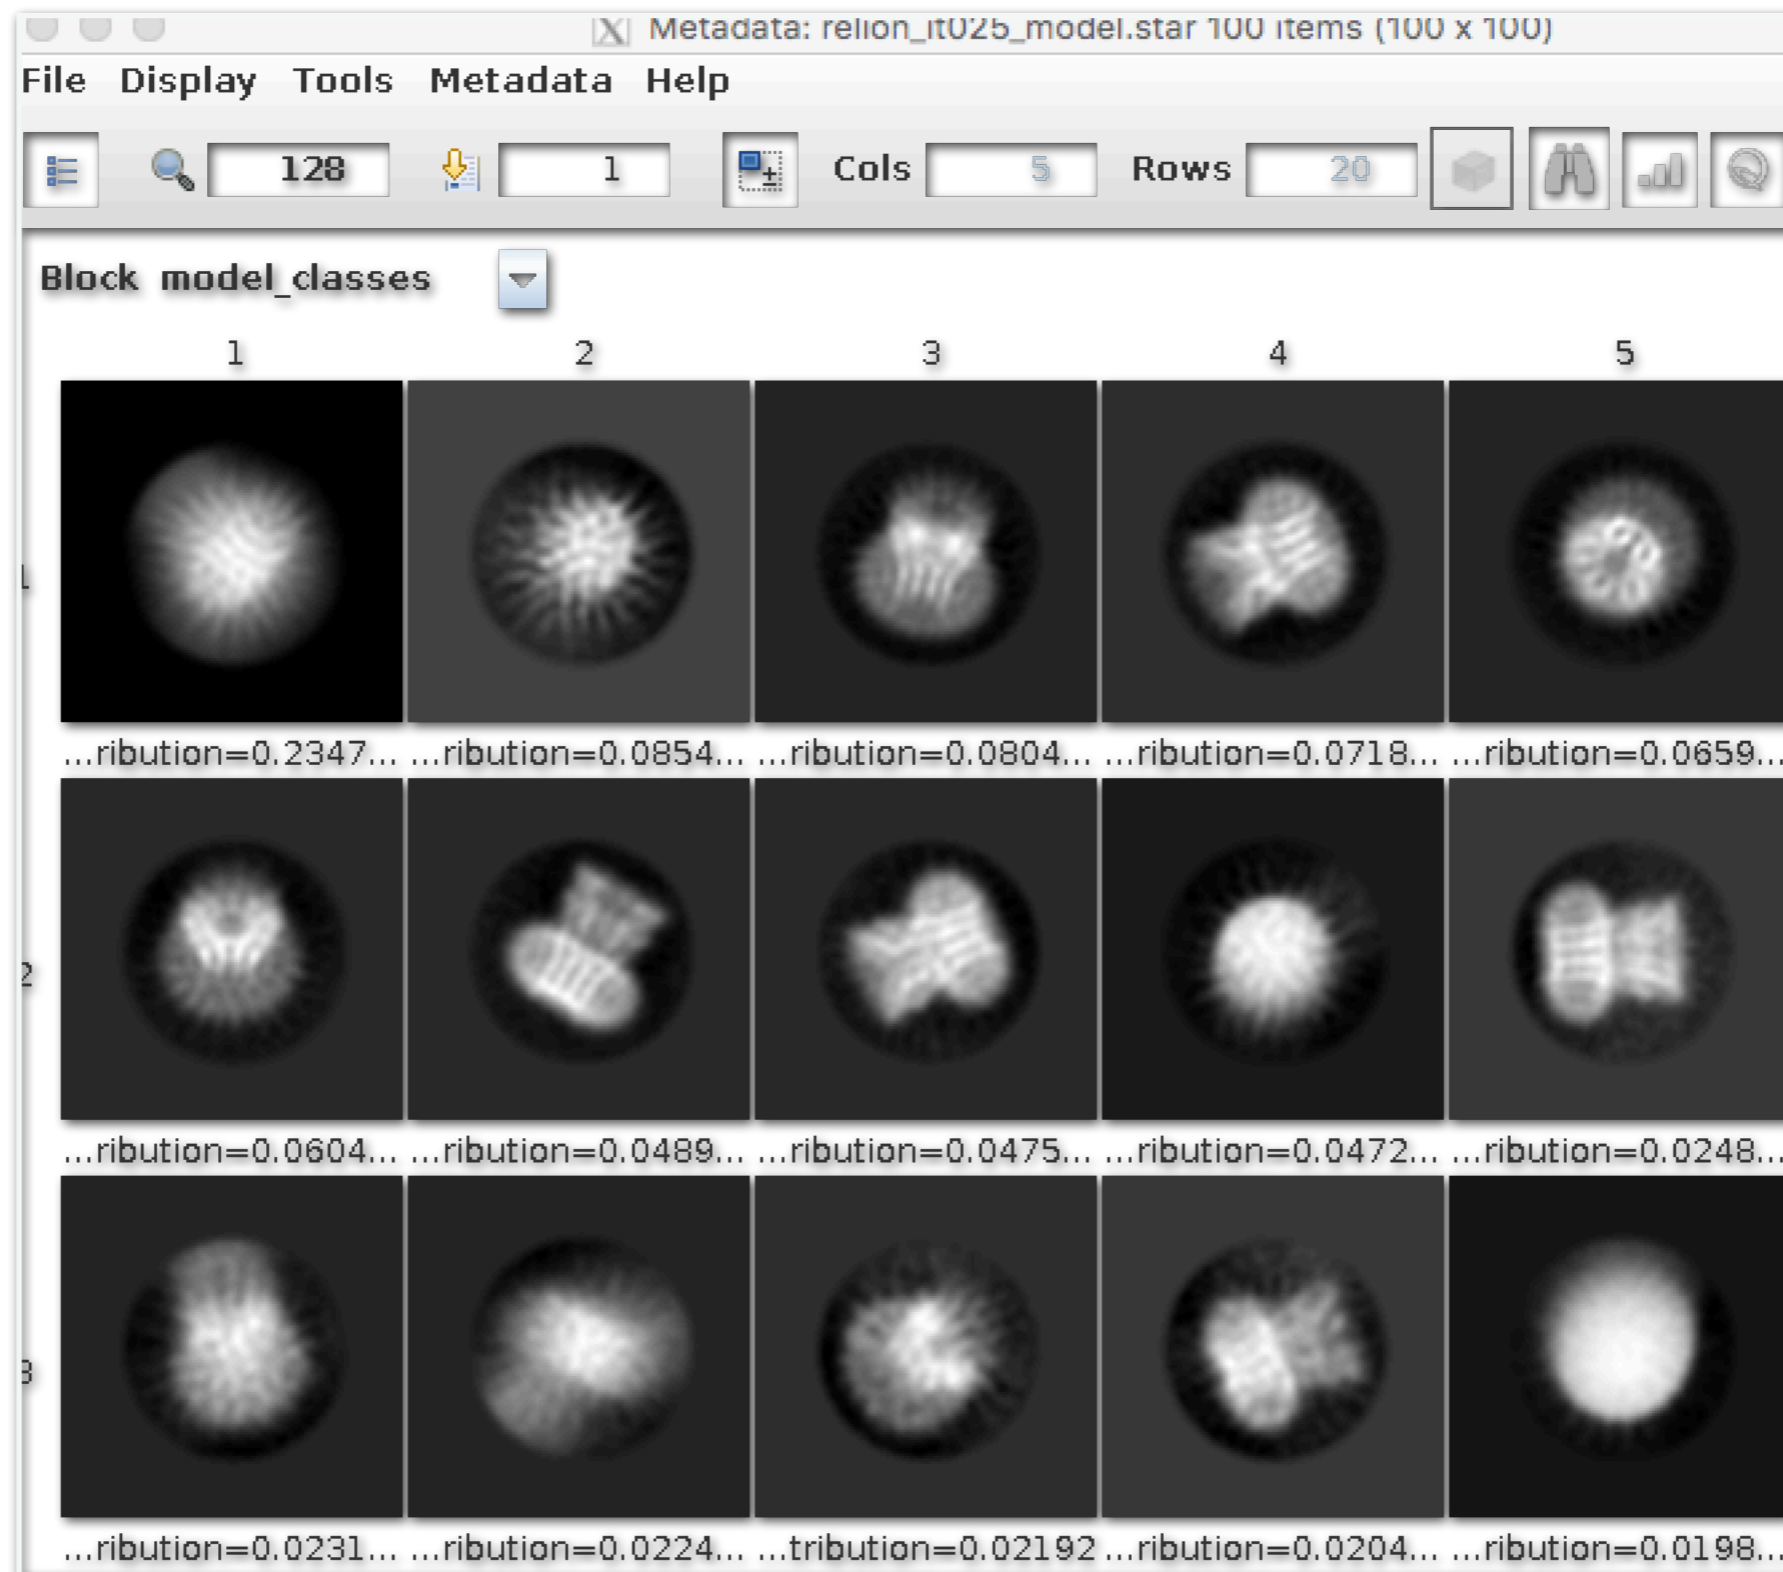 Metadata: relion_it025_model.star 100 items (100 x 100)
File Display Tools Metadata Help
128 1 Cols 5 Rows 20
Block model_classes
1 2 3 4 5
1
...ribution=0.2347... ...ribution=0.0854... ...ribution=0.0804... ...ribution=0.0718... ...ribution=0.0659...
2
...ribution=0.0604... ...ribution=0.0489... ...ribution=0.0475... ...ribution=0.0472... ...ribution=0.0248...
3
...ribution=0.0231... ...ribution=0.0224... ...tribution=0.02192 ...ribution=0.0204... ...ribution=0.0198...